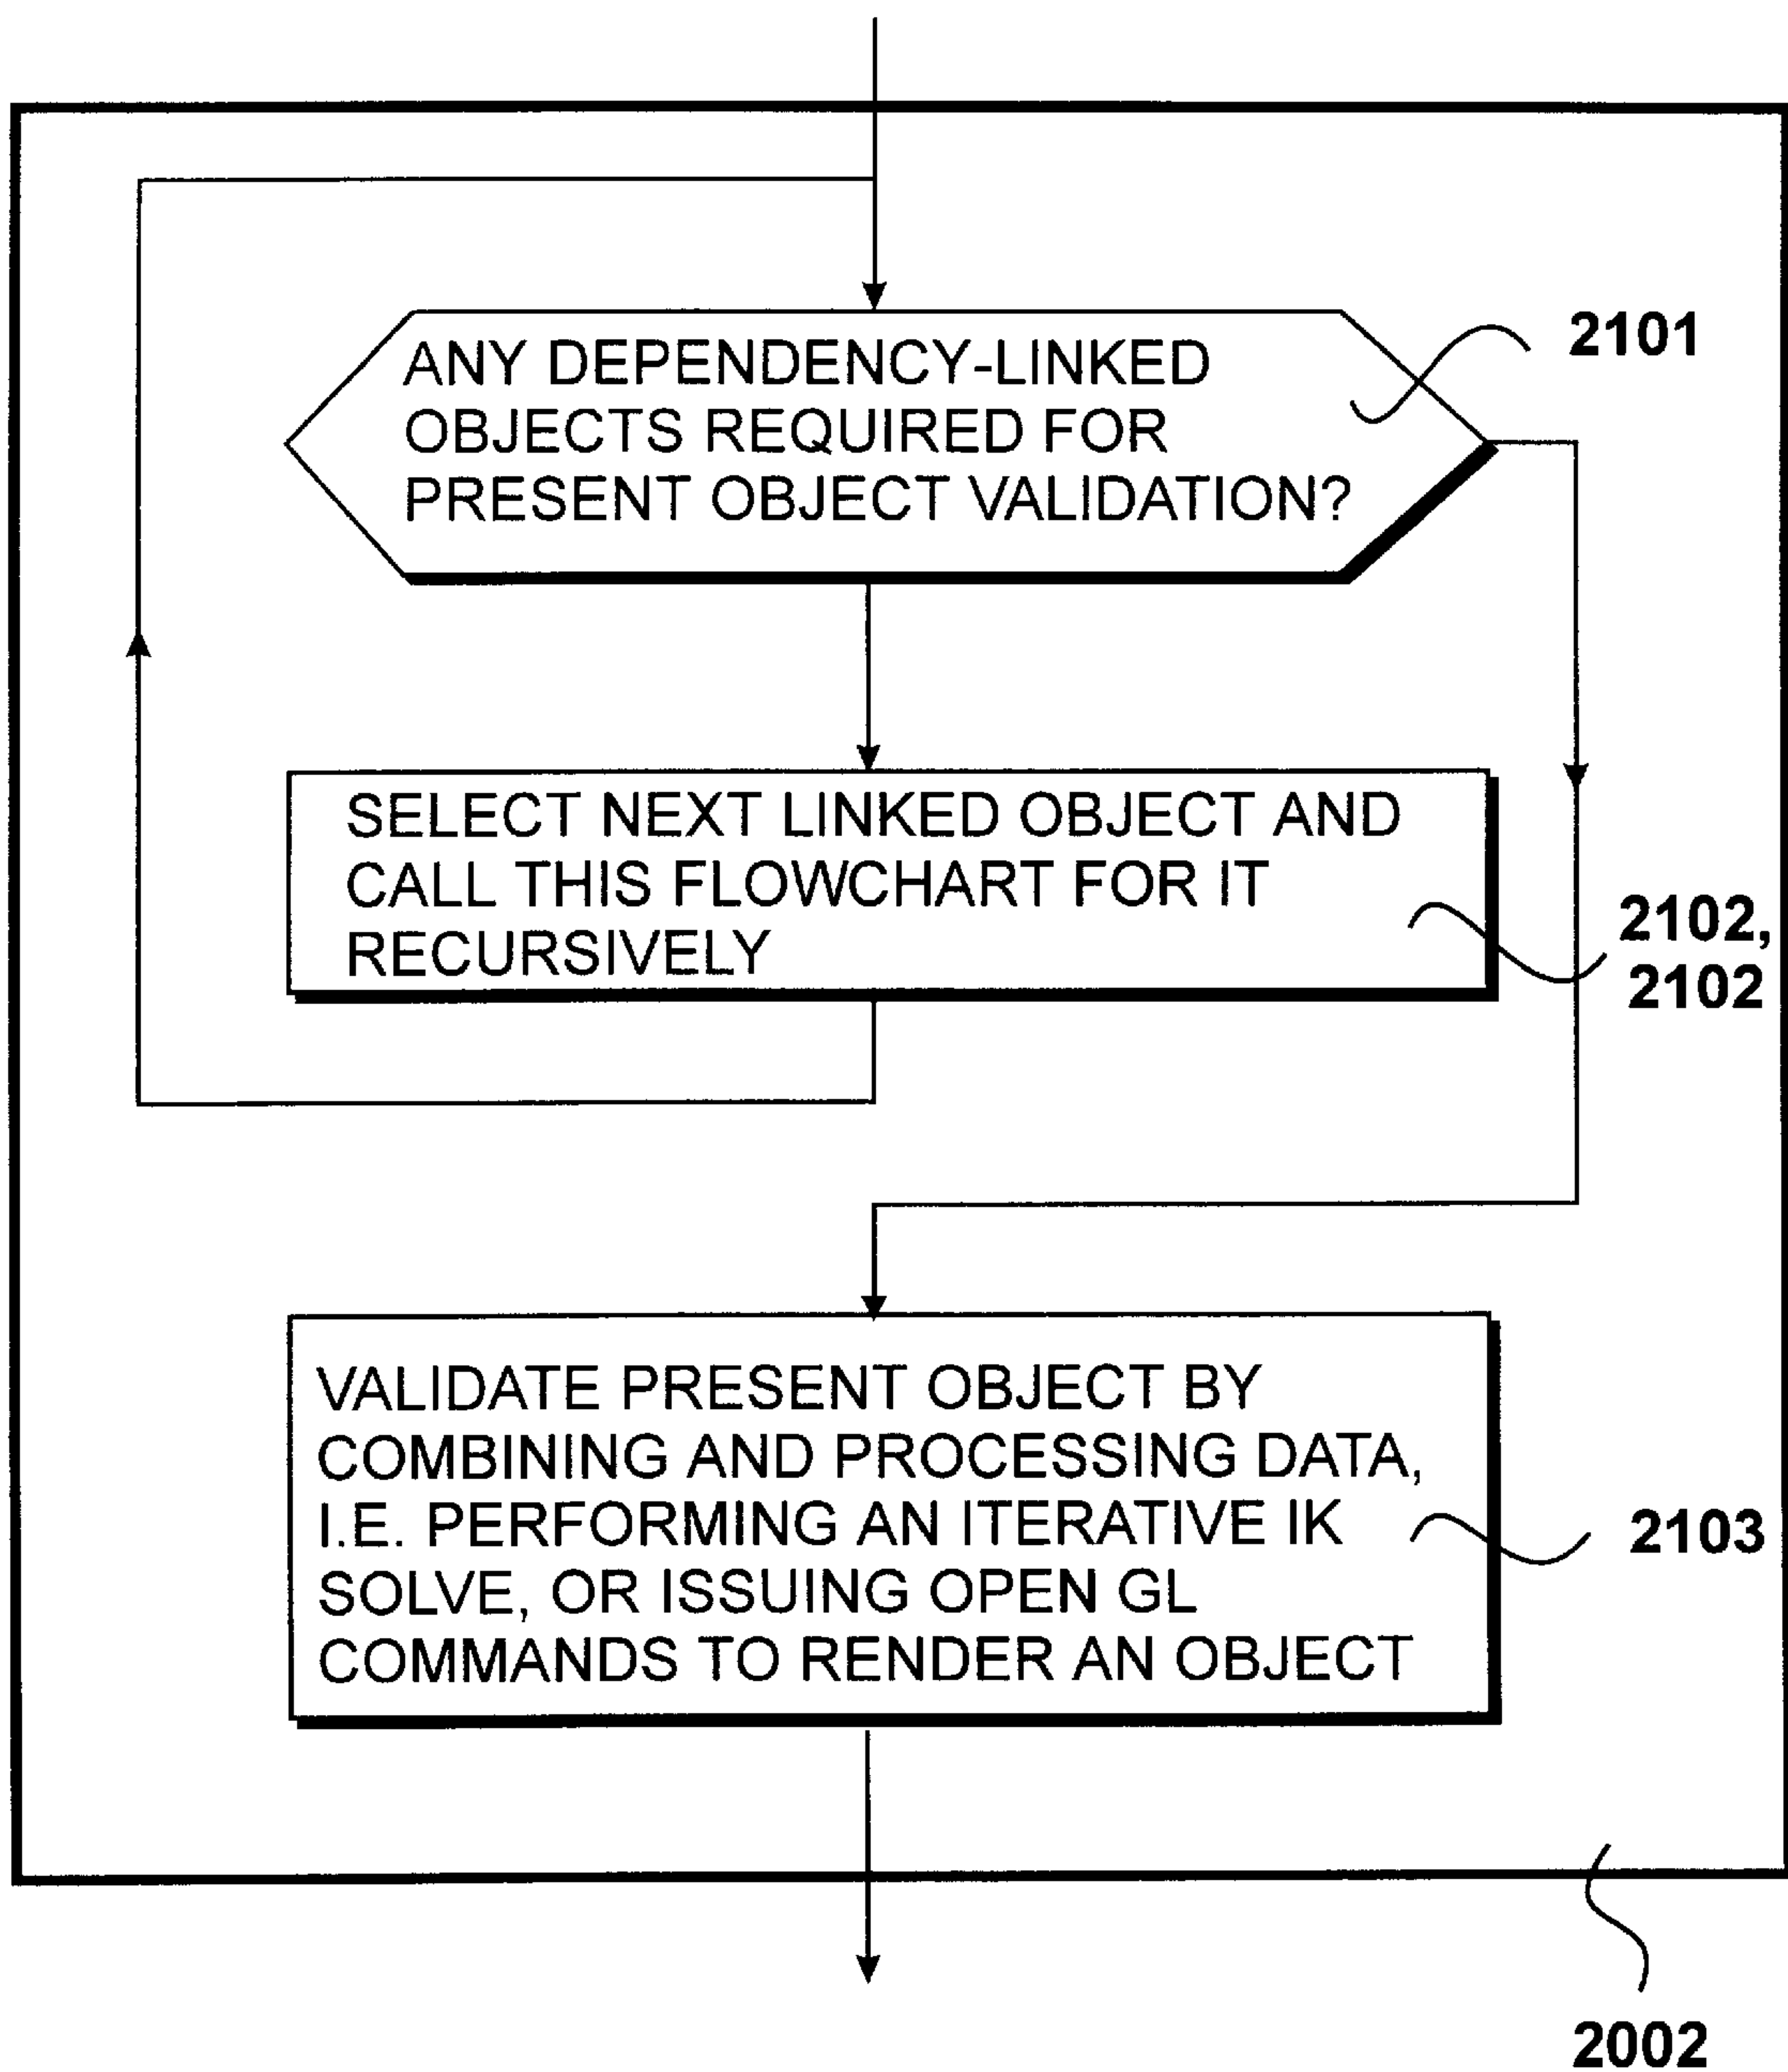 ANY DEPENDENCY-LINKED
OBJECTS REQUIRED FOR
PRESENT OBJECT VALIDATION?
2101
SELECT NEXT LINKED OBJECT AND
CALL THIS FLOWCHART FOR IT
RECURSIVELY
2102,
2102
VALIDATE PRESENT OBJECT BY
COMBINING AND PROCESSING DATA,
I.E. PERFORMING AN ITERATIVE IK
SOLVE, OR ISSUING OPEN GL
COMMANDS TO RENDER AN OBJECT
2103
2002